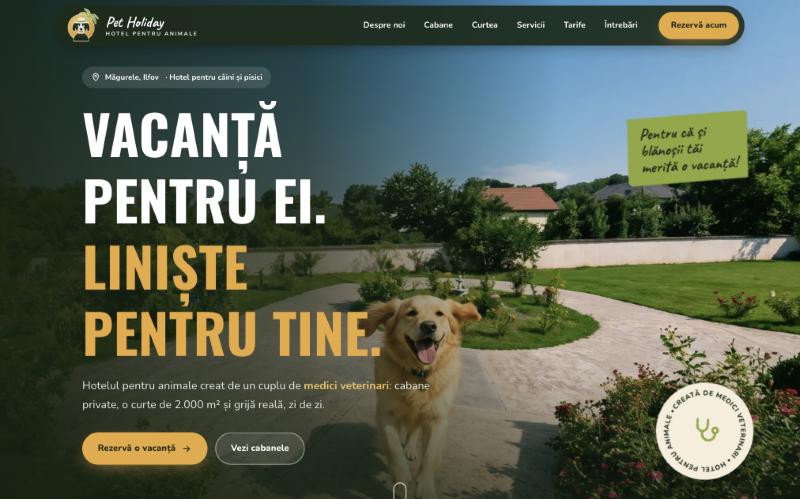 Pet Holiday
HOTEL PENTRU ANIMALE
Despre noi
Cabane
Curtea
Servicii
Tarife
Întrebări
Rezervă acum
Măgurele, Ilfov · Hotel pentru câini și pisici
VACANȚĂ
PENTRU EI.
LINIȘTE
PENTRU TINE.
Pentru că și
blănoșii tăi
merită o vacanță!
Hotelul pentru animale creat de un cuplu de medici veterinari: cabane
private, o curte de 2.000 m² și grijă reală, zi de zi.
Rezervă o vacanță →
Vezi cabanele
CREATĂ DE MEDICI VETERINARI • HOTEL PENTRU ANIMALE •